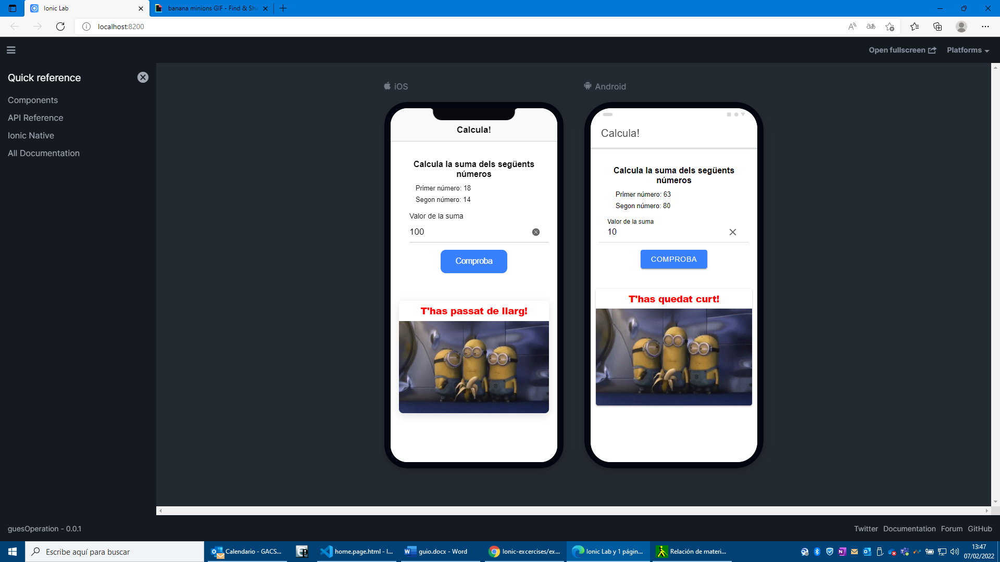 Ionic Lab
banana minions GIF - Find & Sha
localhost:8200
Open fullscreen
Platforms
Quick reference
Components
API Reference
Ionic Native
All Documentation
iOS
Calcula!
Calcula la suma dels següents
números
Primer número: 18
Segon número: 14
Valor de la suma
100
Comproba
T'has passat de llarg!
Android
Calcula!
Calcula la suma dels següents
números
Primer número: 63
Segon número: 80
Valor de la suma
10
COMPROBA
T'has quedat curt!
guesOperation - 0.0.1
Twitter Documentation Forum GitHub
Escribe aquí para buscar
Calendario - GACS...
home.page.html - I...
guio.docx - Word
Ionic-excercises/ex...
Ionic Lab y 1 págin...
Relación de materi...
13:47
07/02/2022